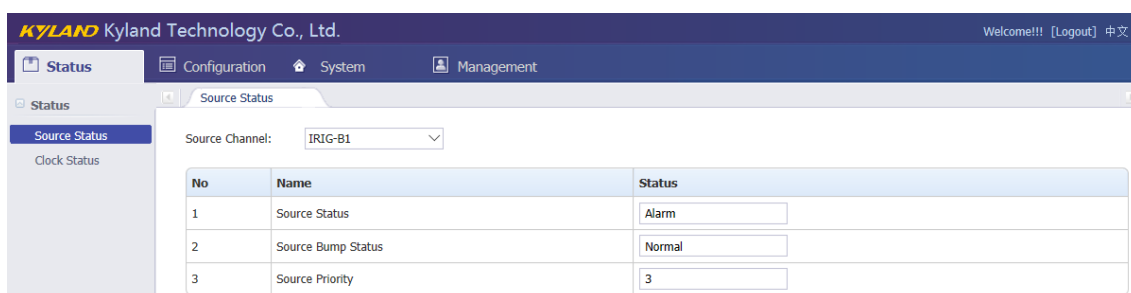 KYLAND Kyland Technology Co., Ltd.
Welcome!!! [Logout] 中文
Status Configuration System Management
Status
Source Status
Clock Status
Source Status
Source Channel: IRIG-B1
No Name Status
1 Source Status Alarm
2 Source Bump Status Normal
3 Source Priority 3